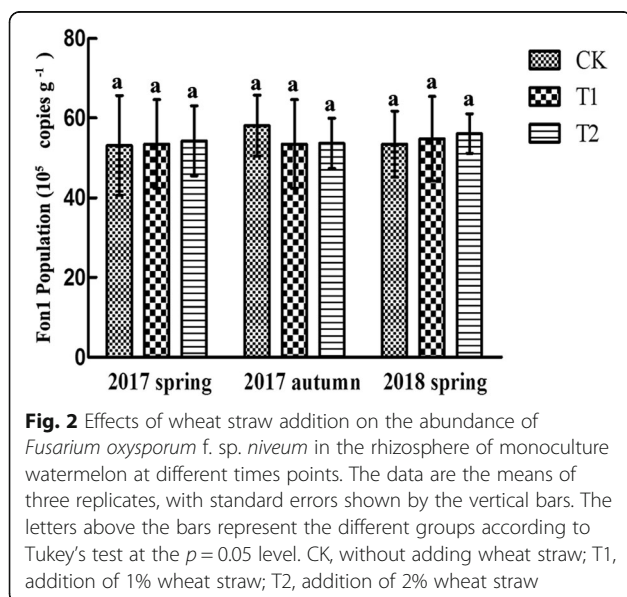 80
60
40
20
0
Fon1 Population (10⁵ copies g⁻¹)
a a a a a a a a a
CK
T1
T2
2017 spring 2017 autumn 2018 spring
Fig. 2 Effects of wheat straw addition on the abundance of
Fusarium oxysporum f. sp. niveum in the rhizosphere of monoculture
watermelon at different times points. The data are the means of
three replicates, with standard errors shown by the vertical bars. The
letters above the bars represent the different groups according to
Tukey's test at the p = 0.05 level. CK, without adding wheat straw; T1,
addition of 1% wheat straw; T2, addition of 2% wheat straw